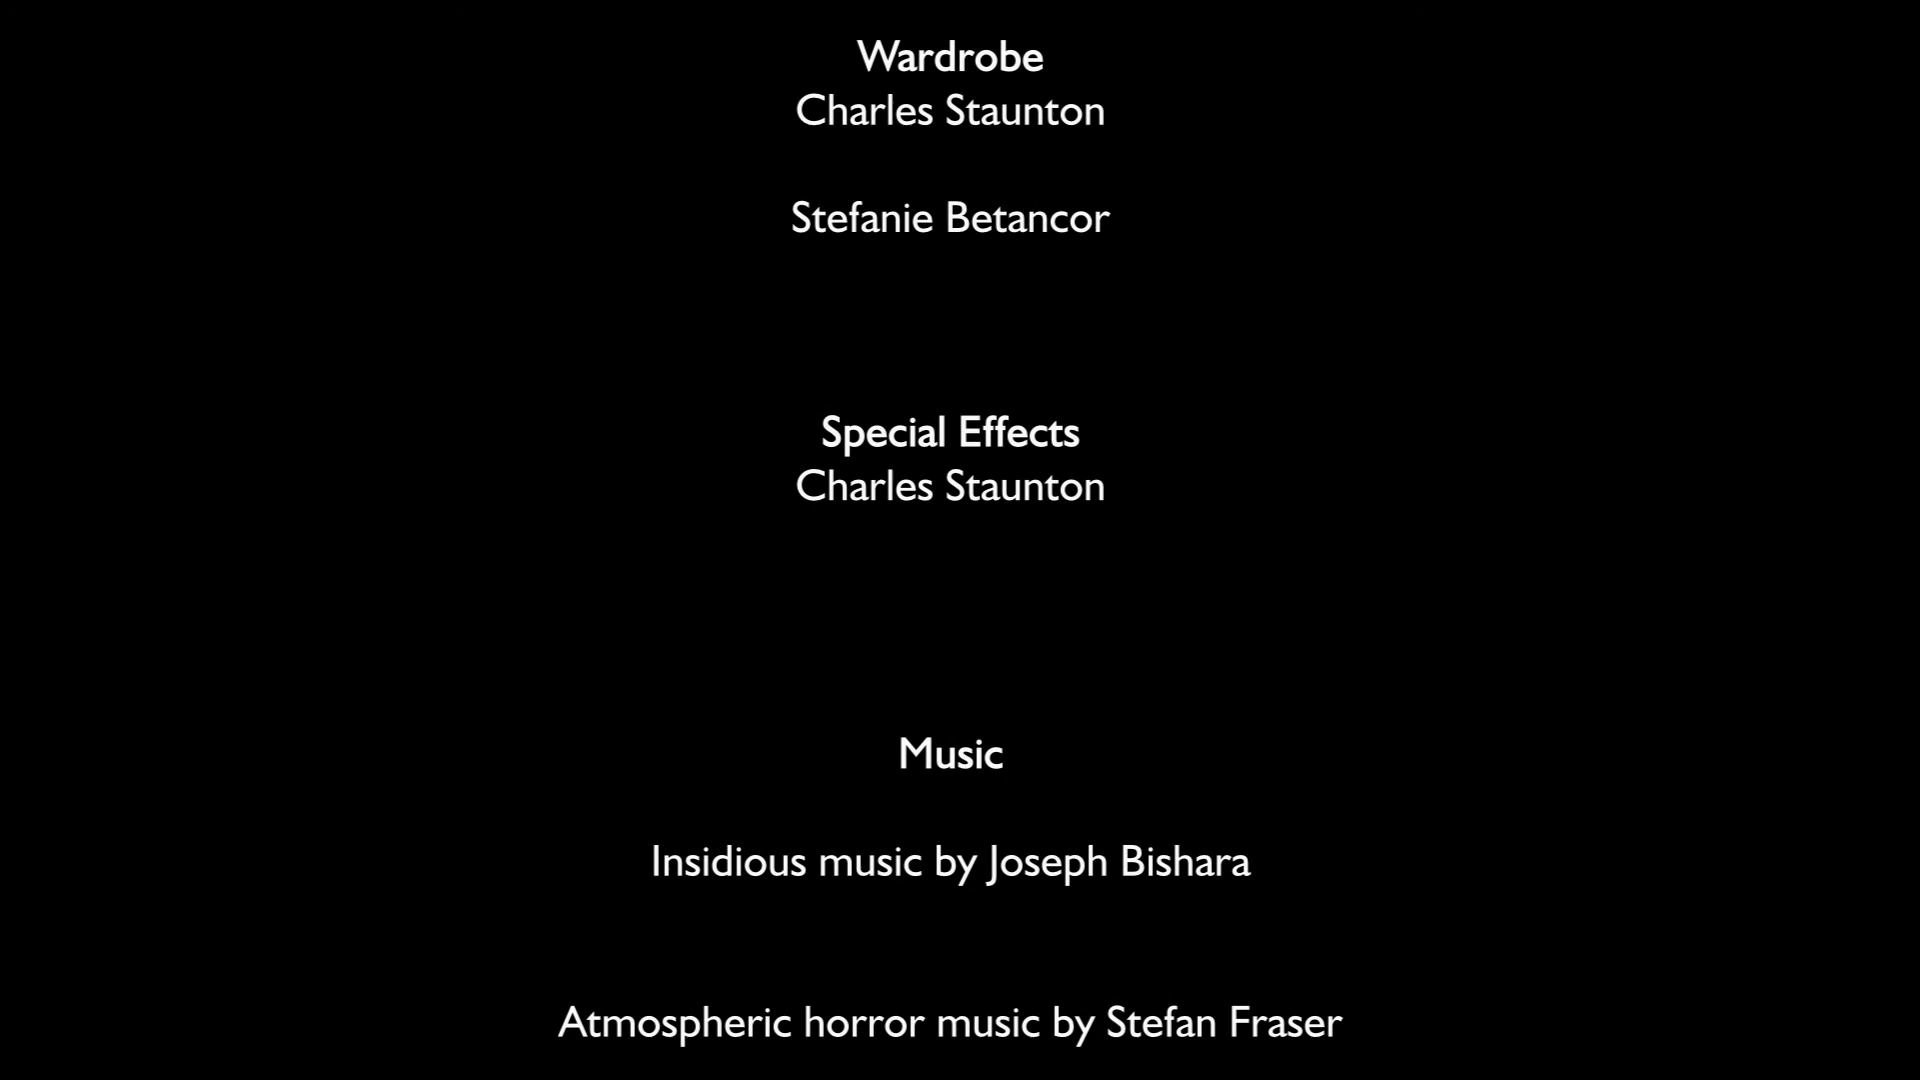 Wardrobe
Charles Staunton
Stefanie Betancor
Special Effects
Charles Staunton
Music
Insidious music by Joseph Bishara
Atmospheric horror music by Stefan Fraser